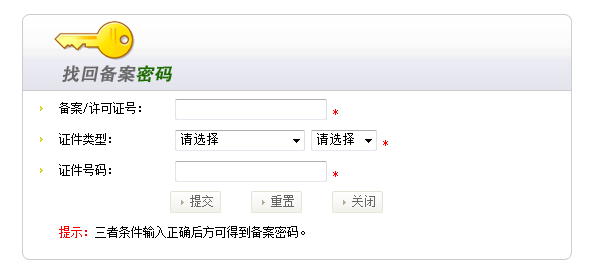 找回备案密码
备案/许可证号： *
证件类型： 请选择 请选择 *
证件号码： *
提交 重置 关闭
提示：三者条件输入正确后方可得到备案密码。